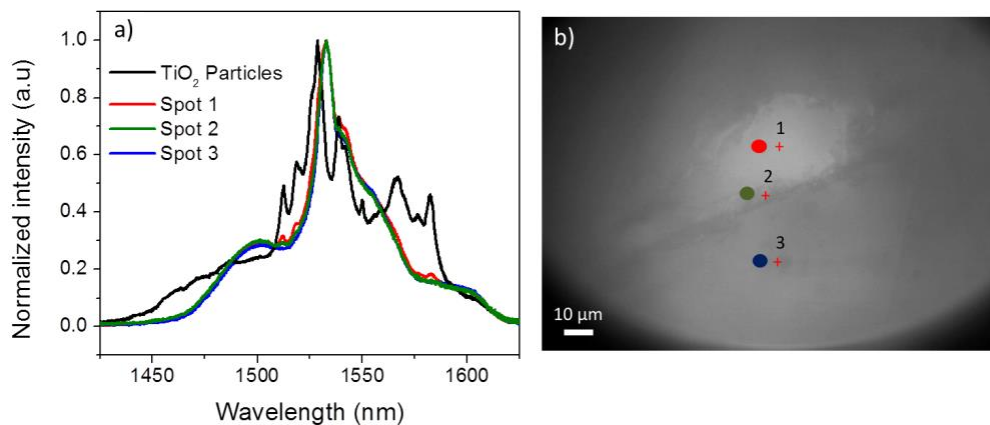 a)
TiO2 Particles
Spot 1
Spot 2
Spot 3
1.0
0.8
0.6
0.4
0.2
0.0
Normalized intensity (a.u)
1450 1500 1550 1600
Wavelength (nm)
b)
1
2
3
10 µm